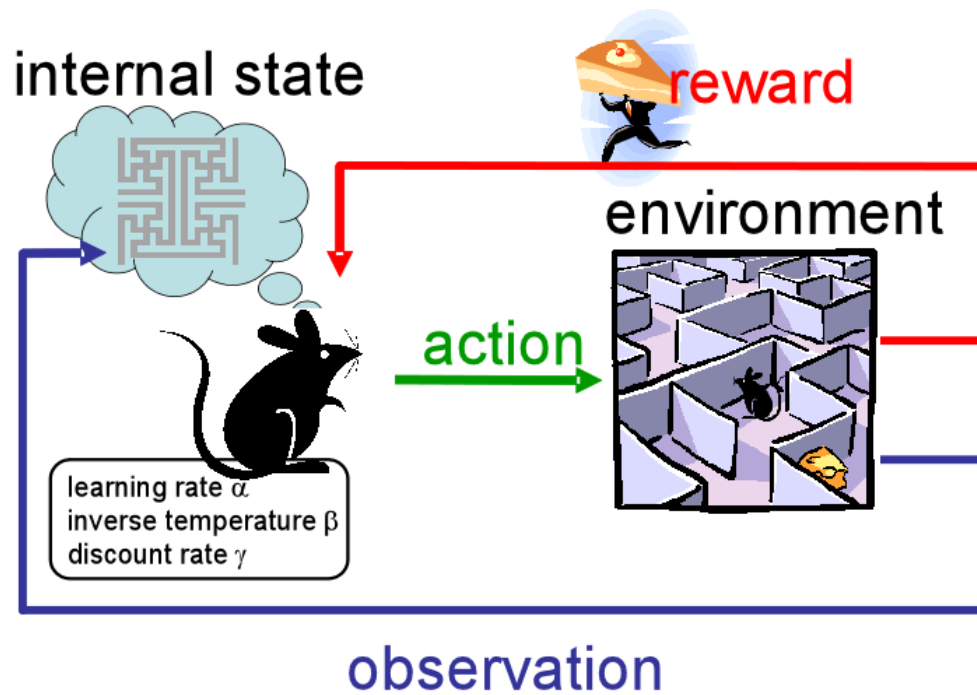 internal state
reward
environment
action
learning rate α
inverse temperature β
discount rate γ
observation